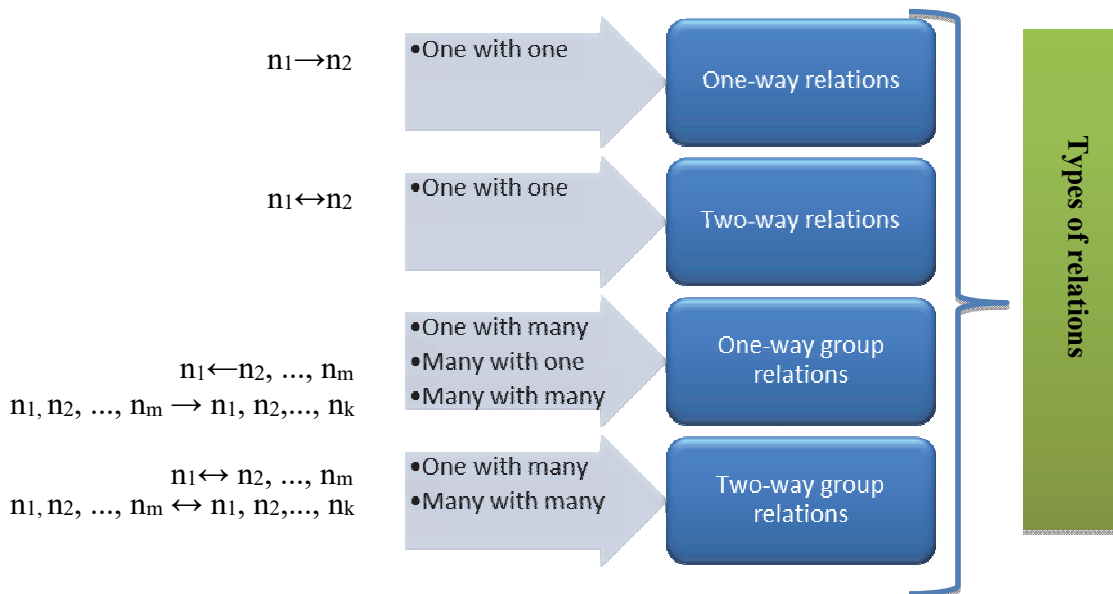 n₁→n₂
•One with one
One-way relations
n₁↔n₂
•One with one
Two-way relations
n₁←n₂, ..., nₘ
n₁, n₂, ..., nₘ → n₁, n₂,..., nₖ
•One with many
•Many with one
•Many with many
One-way group
relations
n₁↔ n₂, ..., nₘ
n₁, n₂, ..., nₘ ↔ n₁, n₂,..., nₖ
•One with many
•Many with many
Two-way group
relations
Types of relations